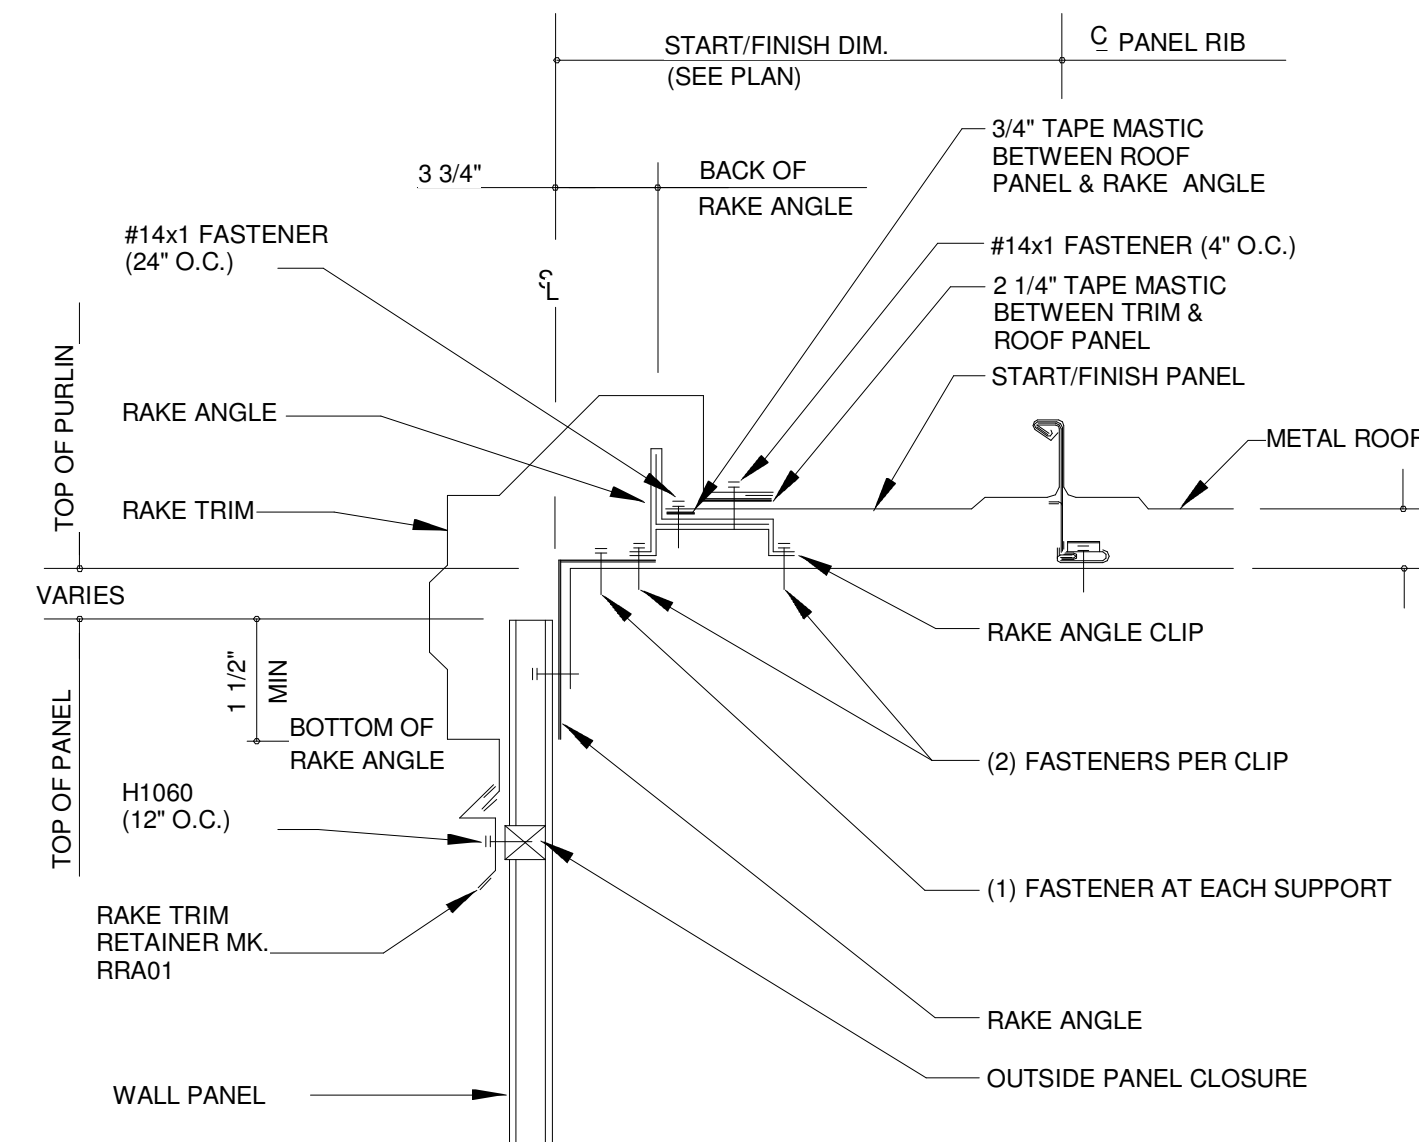 START/FINISH DIM.
(SEE PLAN)
C PANEL RIB
3/4" TAPE MASTIC
BETWEEN ROOF
PANEL & RAKE ANGLE
3 3/4"
BACK OF
RAKE ANGLE
#14x1 FASTENER
(24" O.C.)
#14x1 FASTENER (4" O.C.)
SL
2 1/4" TAPE MASTIC
BETWEEN TRIM &
ROOF PANEL
START/FINISH PANEL
TOP OF PURLIN
RAKE ANGLE
METAL ROOF
RAKE TRIM
VARIES
RAKE ANGLE CLIP
1 1/2"
MIN
TOP OF PANEL
BOTTOM OF
RAKE ANGLE
(2) FASTENERS PER CLIP
H1060
(12" O.C.)
(1) FASTENER AT EACH SUPPORT
RAKE TRIM
RETAINER MK.
RRA01
RAKE ANGLE
OUTSIDE PANEL CLOSURE
WALL PANEL